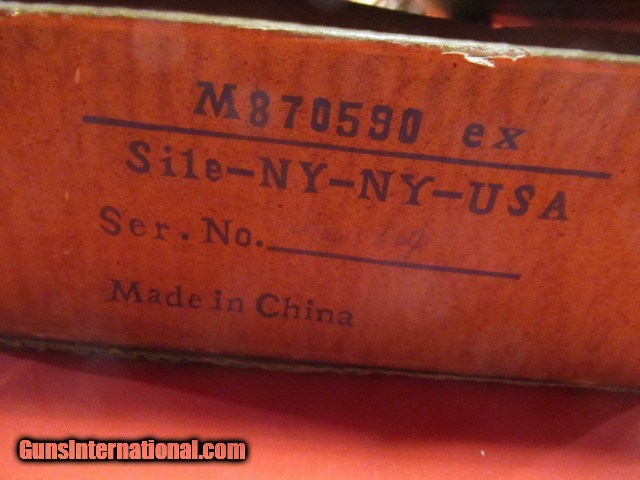 M870590 ex
Sile-NY-NY-USA
Ser. No.
Made in China
GunsInternational.com